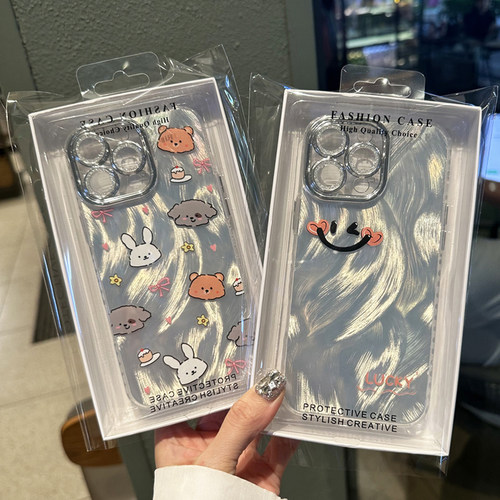 FASHION CASE
High Quality Choice
PROTECTIVE CASE
STYLISH CREATIVE
FASHION CASE
High Quality Choice
LUCKY
PROTECTIVE CASE
STYLISH CREATIVE